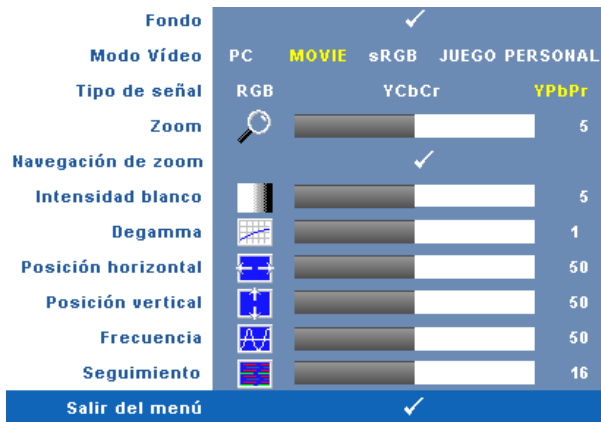 Fondo
Modo Vídeo PC MOVIE sRGB JUEGO PERSONAL
Tipo de señal RGB YCbCr YPbPr
Zoom 5
Navegación de zoom
Intensidad blanco 5
Degamma 1
Posición horizontal 50
Posición vertical 50
Frecuencia 50
Seguimiento 16
Salir del menú